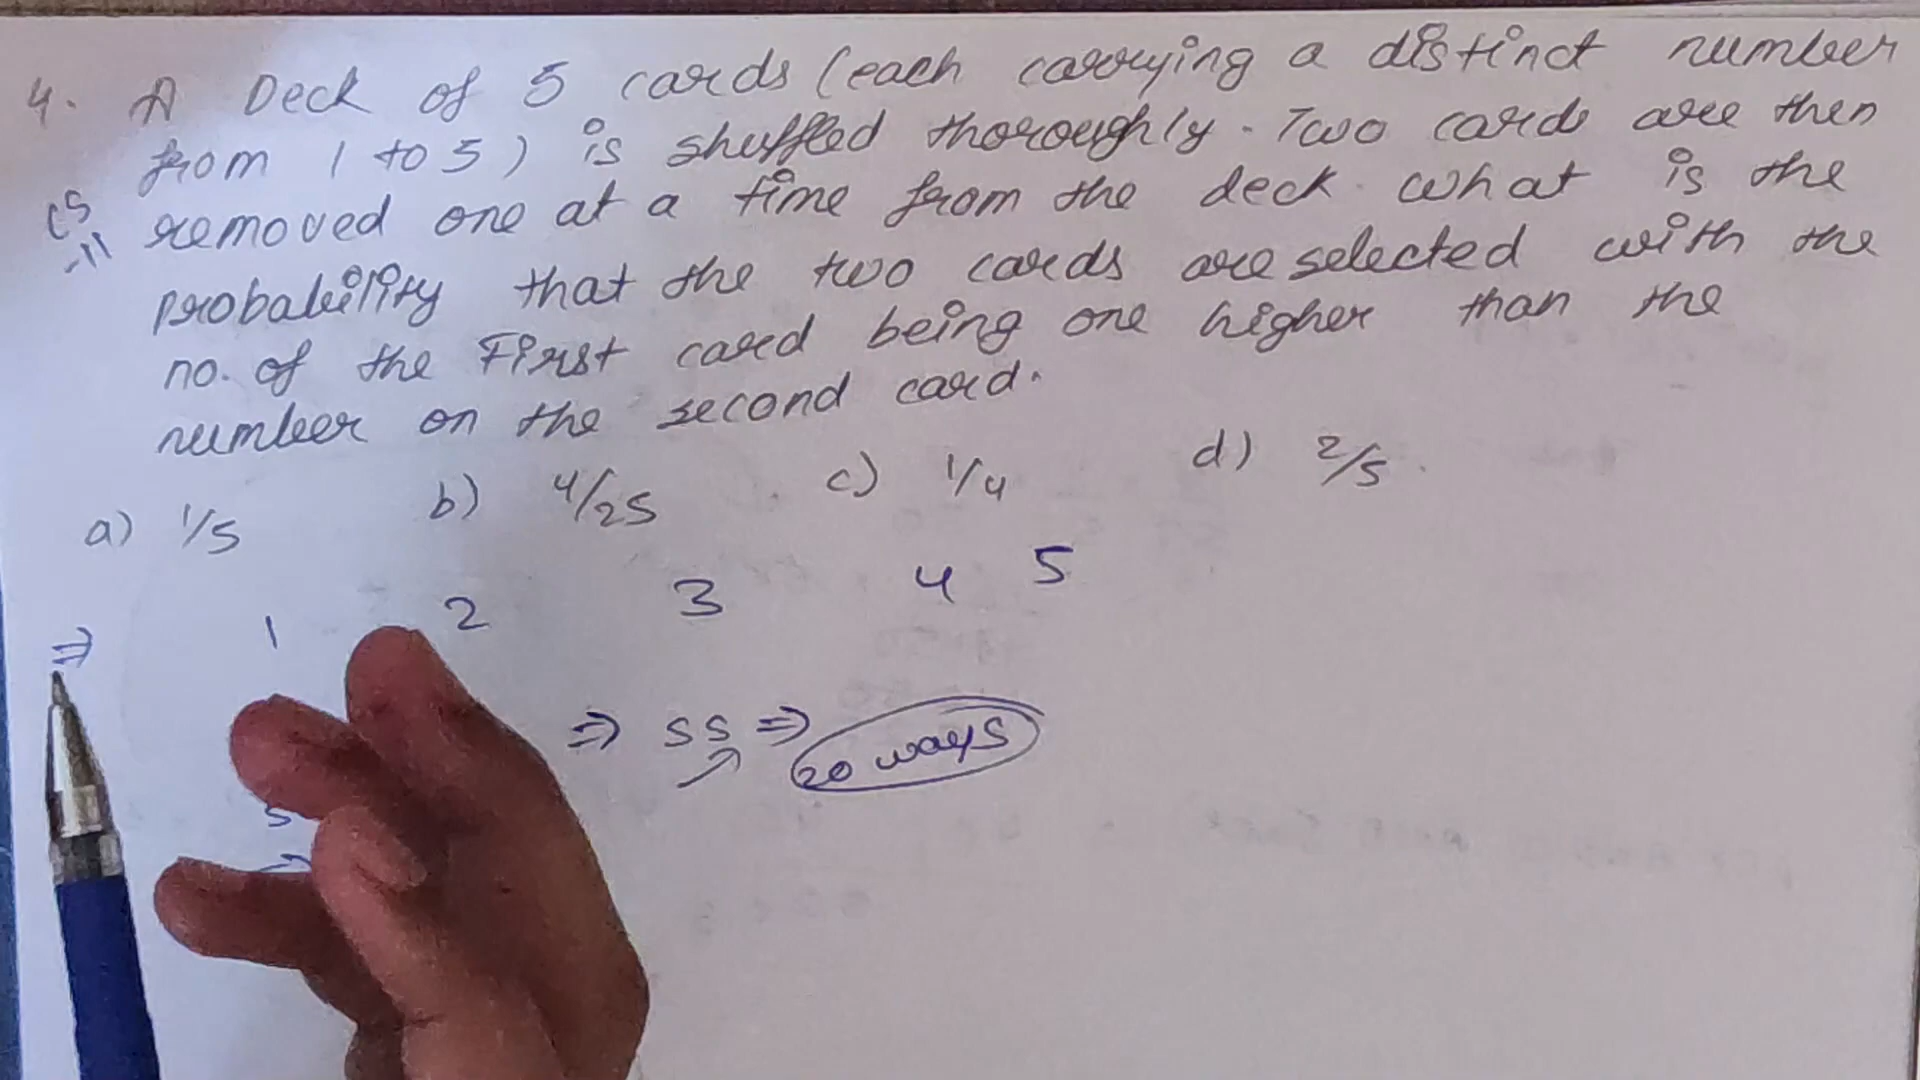 4. A Deck of 5 cards (each carrying a distinct number
from 1 to 5) is shuffled thoroughly. Two cards are then
CS removed one at a time from the deck. what is the
-11 probability that the two cards are selected with the
no. of the First card being one higher than the
number on the second card.
a) 1/5 b) 4/25 c) 1/4 d) 2/5
⇒ 1 2 3 4 5
⇒ SS ⇒ 20 ways